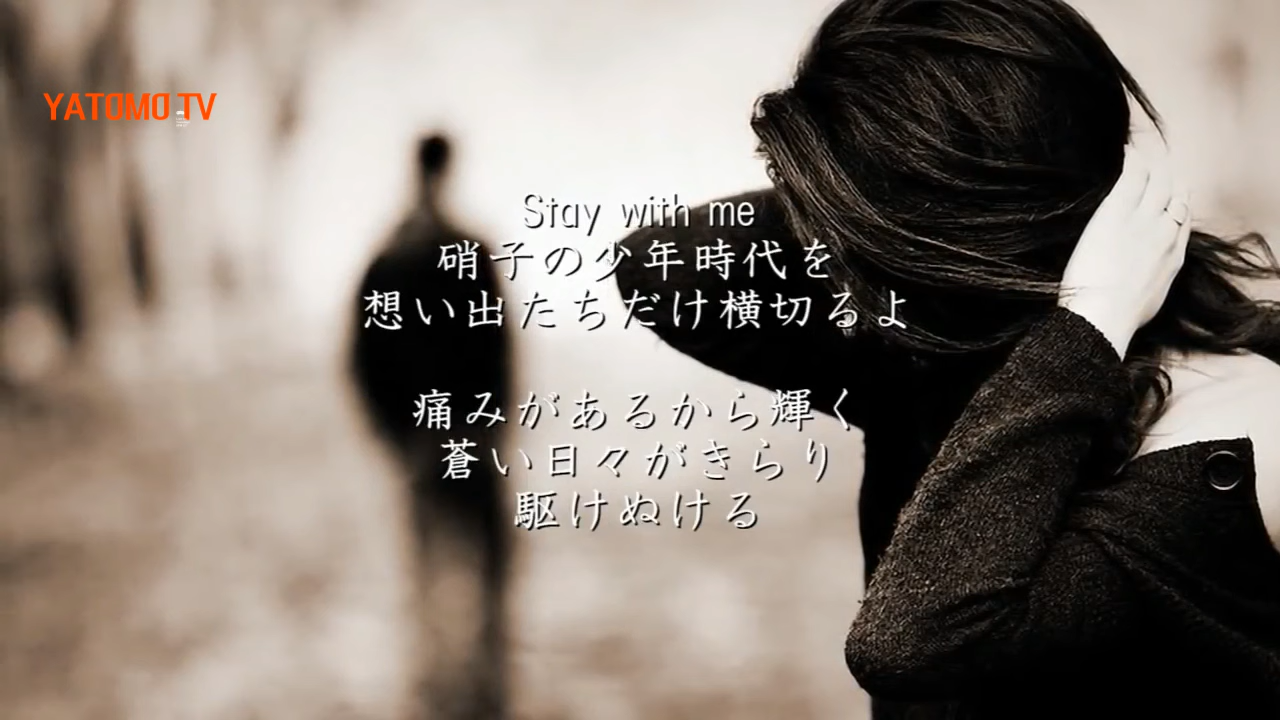 YATOMO TV
Stay with me
硝子の少年時代を
想い出たちだけ横切るよ
痛みがあるから輝く
蒼い日々がきらり
駆けぬける